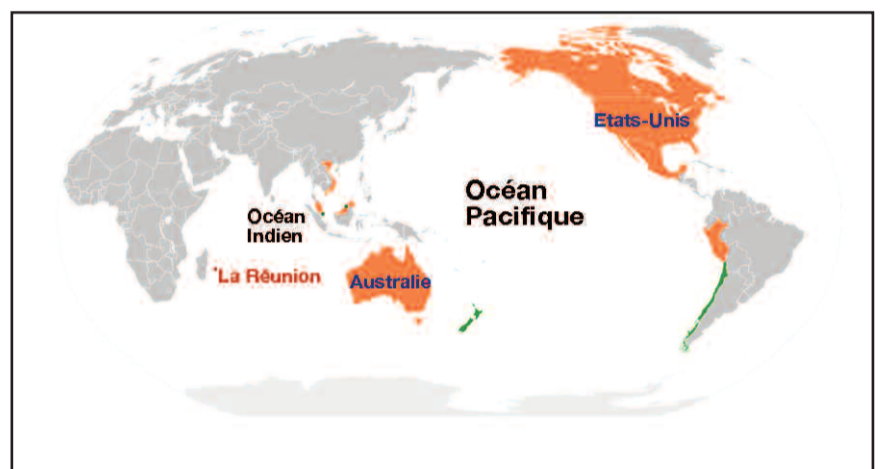 Etats-Unis
Océan
Pacifique
Océan
Indien
La Réunion
Australie